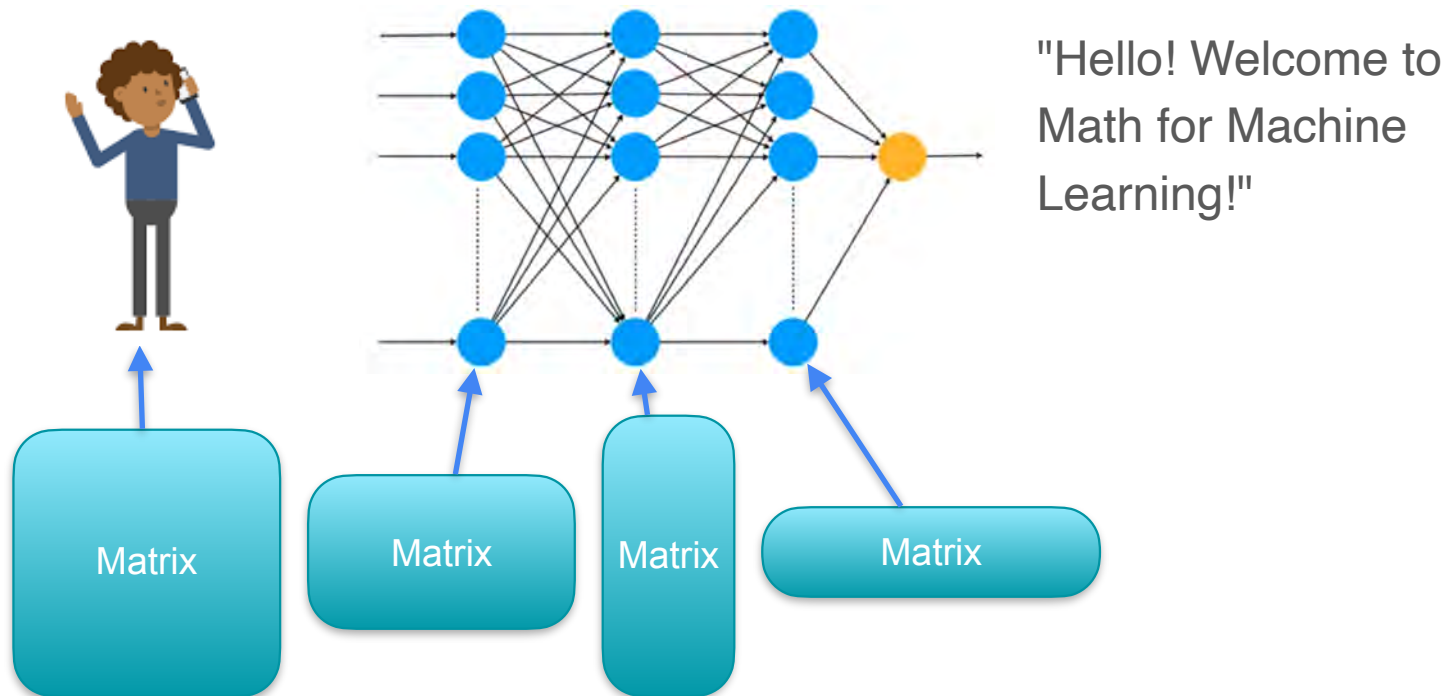 "Hello! Welcome to
Math for Machine
Learning!"
Matrix
Matrix
Matrix
Matrix